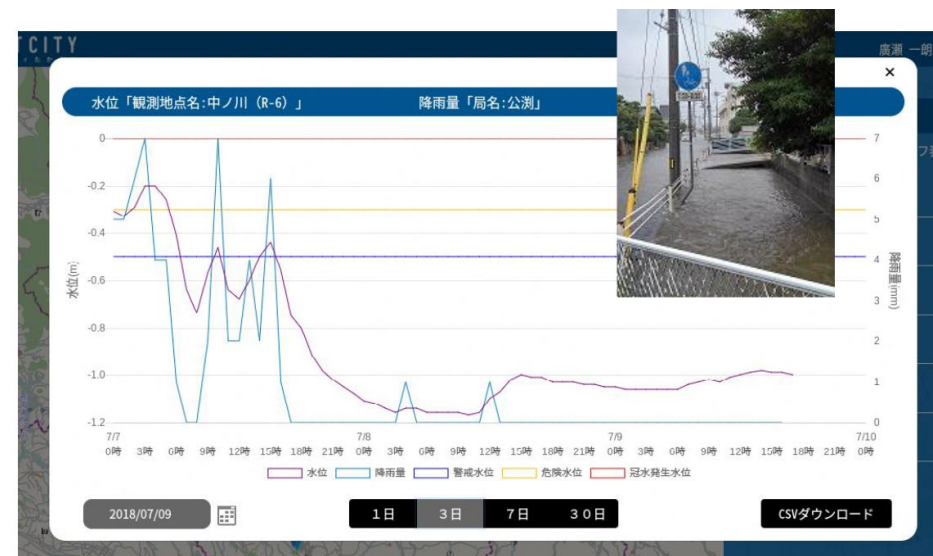 TCITY
廣瀬 一朗
×
水位「観測地点名:中ノ川（R-6）」 降雨量「局名:公渕」
0
-0.2
-0.4
-0.6
-0.8
-1.0
-1.2
水位(m)
7
6
5
4
3
2
1
0
降雨量(mm)
7/7 7/8 7/9 7/10
0時 3時 6時 9時 12時 15時 18時 21時 0時 3時 6時 9時 12時 15時 18時 21時 0時 3時 6時 9時 12時 15時 18時 21時 0時
水位 降雨量 警戒水位 危険水位 冠水発生水位
2018/07/09 1日 3日 7日 30日 CSVダウンロード